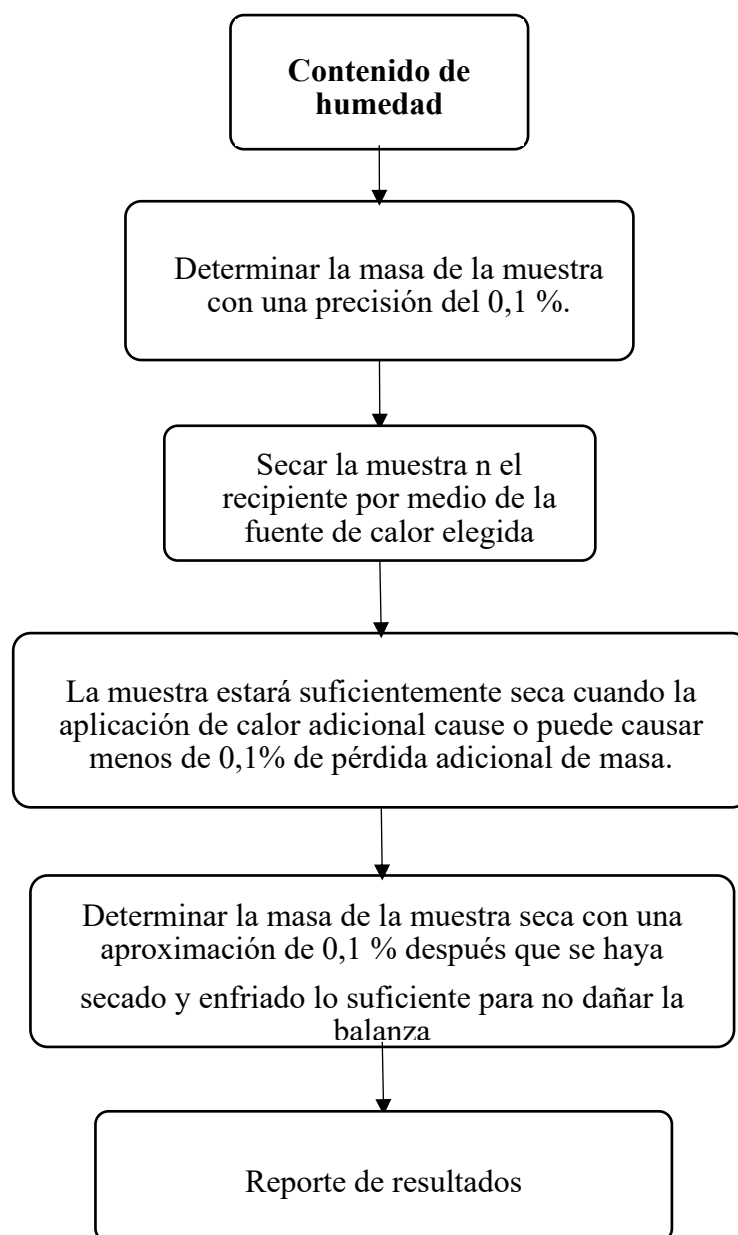 Contenido de
humedad
Determinar la masa de la muestra
con una precisión del 0,1 %.
Secar la muestra n el
recipiente por medio de la
fuente de calor elegida
La muestra estará suficientemente seca cuando la
aplicación de calor adicional cause o puede causar
menos de 0,1% de pérdida adicional de masa.
Determinar la masa de la muestra seca con una
aproximación de 0,1 % después que se haya
secado y enfriado lo suficiente para no dañar la
balanza
Reporte de resultados